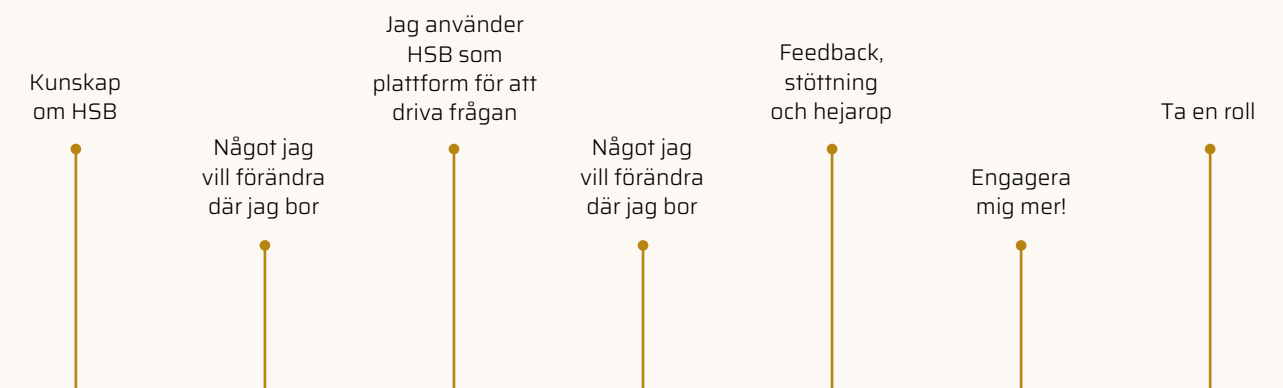 Kunskap
om HSB
Något jag
vill förändra
där jag bor
Jag använder
HSB som
plattform för att
driva frågan
Något jag
vill förändra
där jag bor
Feedback,
stöttning
och hejarop
Engagera
mig mer!
Ta en roll